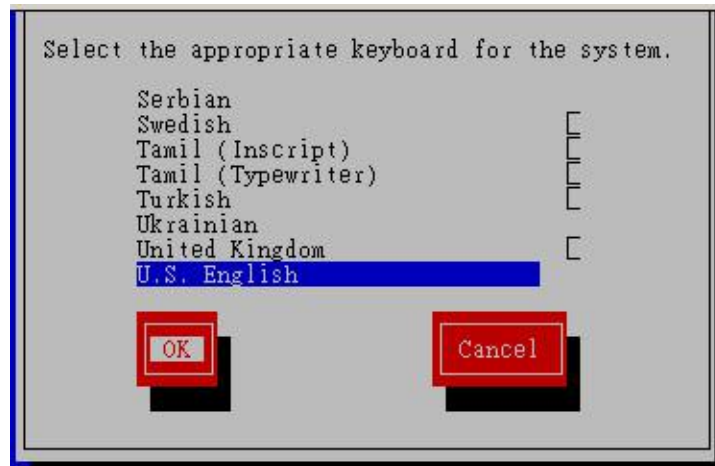 Select the appropriate keyboard for the system.
Serbian
Swedish
Tamil (Inscript)
Tamil (Typewriter)
Turkish
Ukrainian
United Kingdom
U.S. English
OK
Cancel